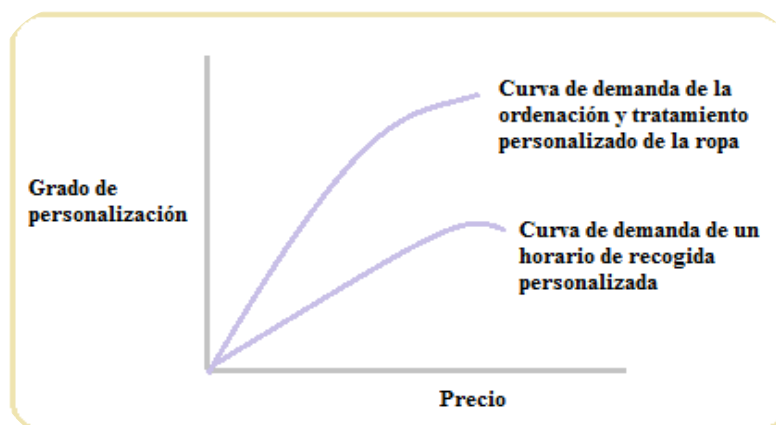 Curva de demanda de la
ordenación y tratamiento
personalizado de la ropa
Grado de
personalización
Curva de demanda de un
horario de recogida
personalizada
Precio